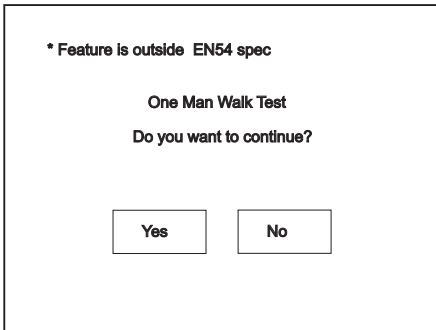 * Feature is outside EN54 spec
One Man Walk Test
Do you want to continue?
Yes No